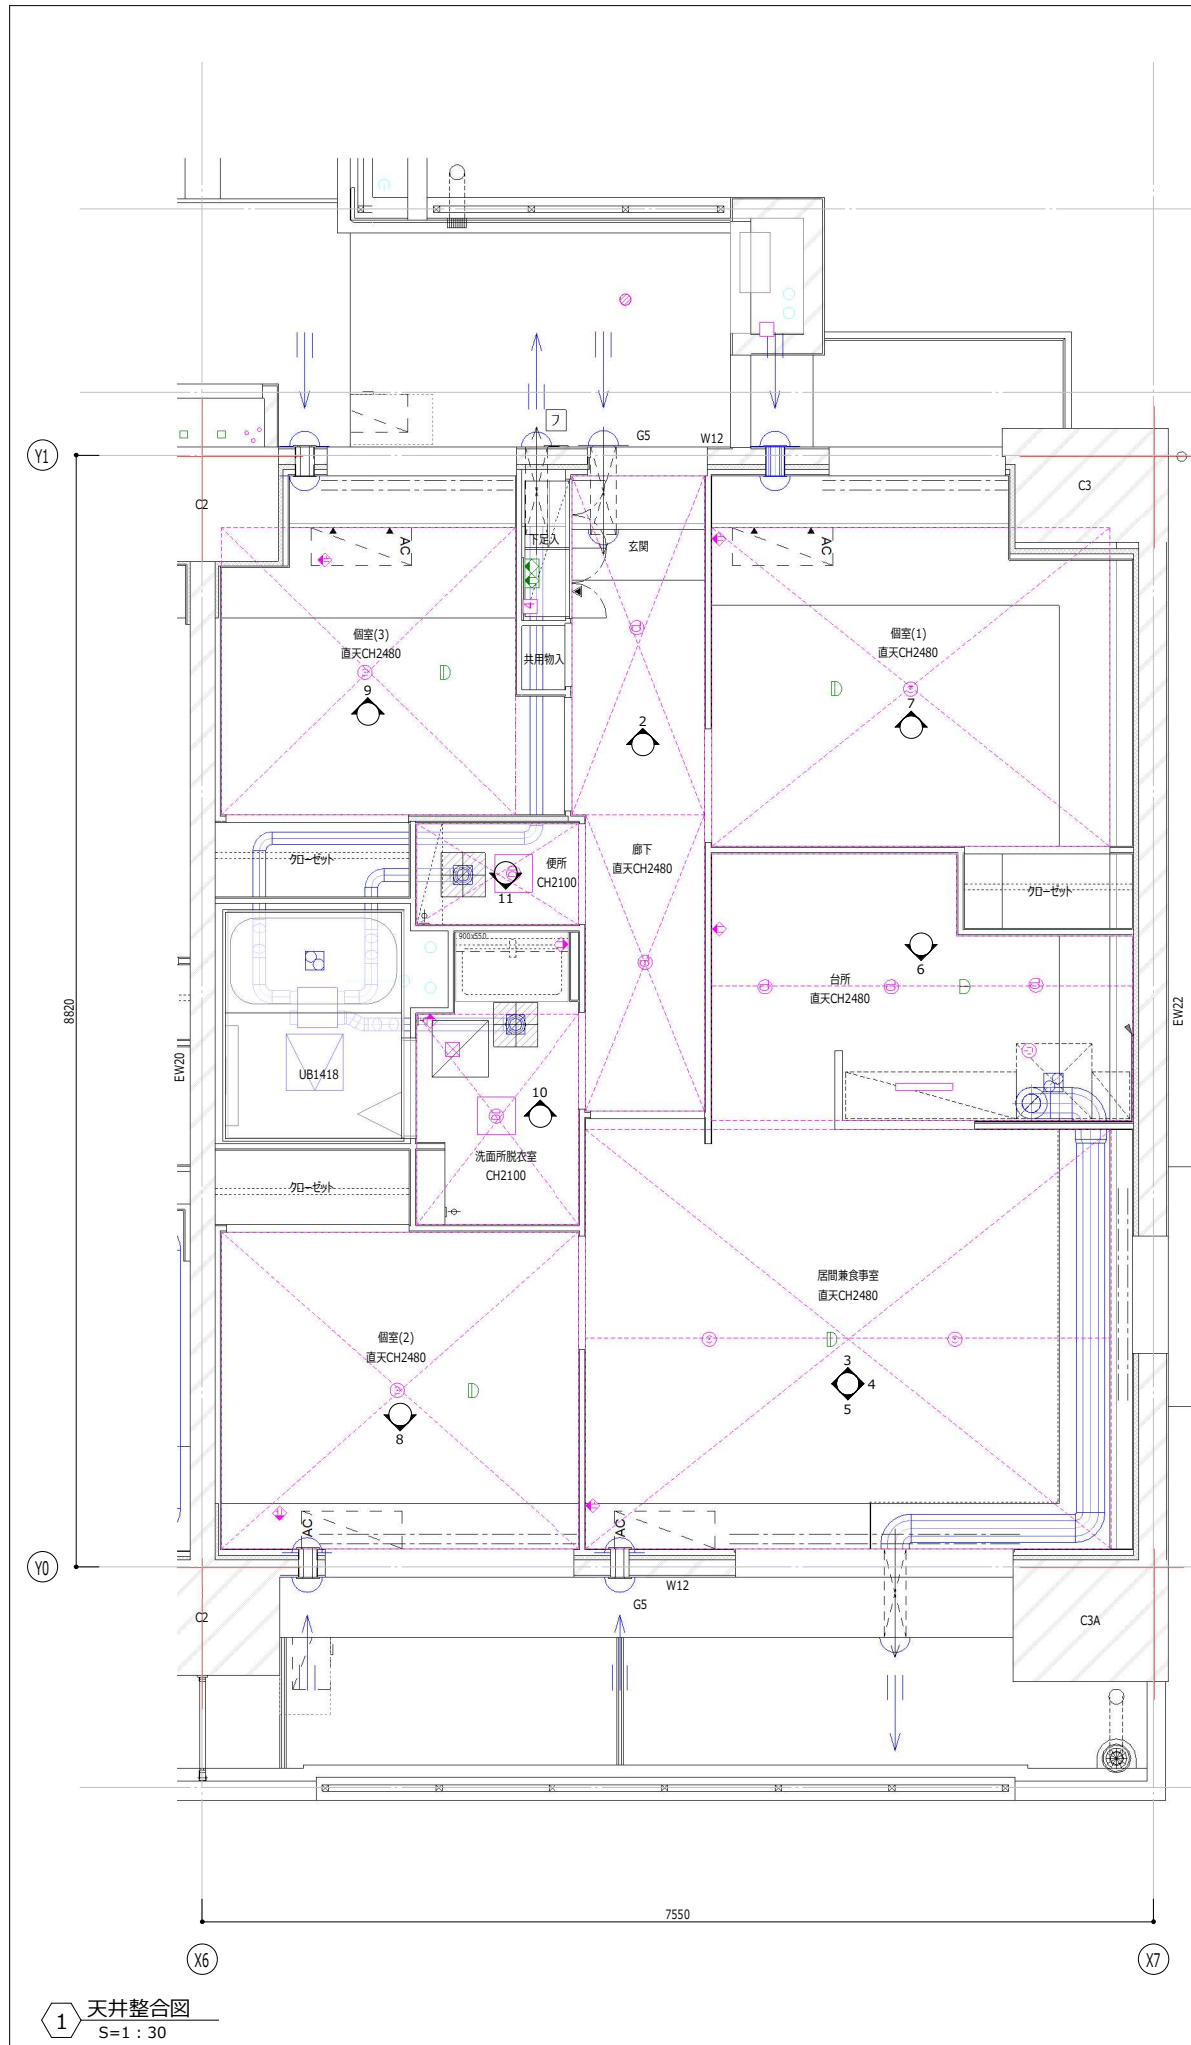 フ
G5
W12
Y1
C2
C3
AC
下足入
玄関
AC
4
個室(3)
直天CH2480
共用物入
個室(1)
直天CH2480
9
2
7
クローゼット
便所
CH2100
11
廊下
直天CH2480
クローゼット
900x550
6
台所
直天CH2480
8820
EW20
EW22
UB1418
10
洗面所脱衣室
CH2100
クローゼット
居間兼食事室
直天CH2480
個室(2)
直天CH2480
3
4
5
8
AC
AC
Y0
W12
G5
C2
C3A
7550
X6
X7
1
天井整合図
S=1:30